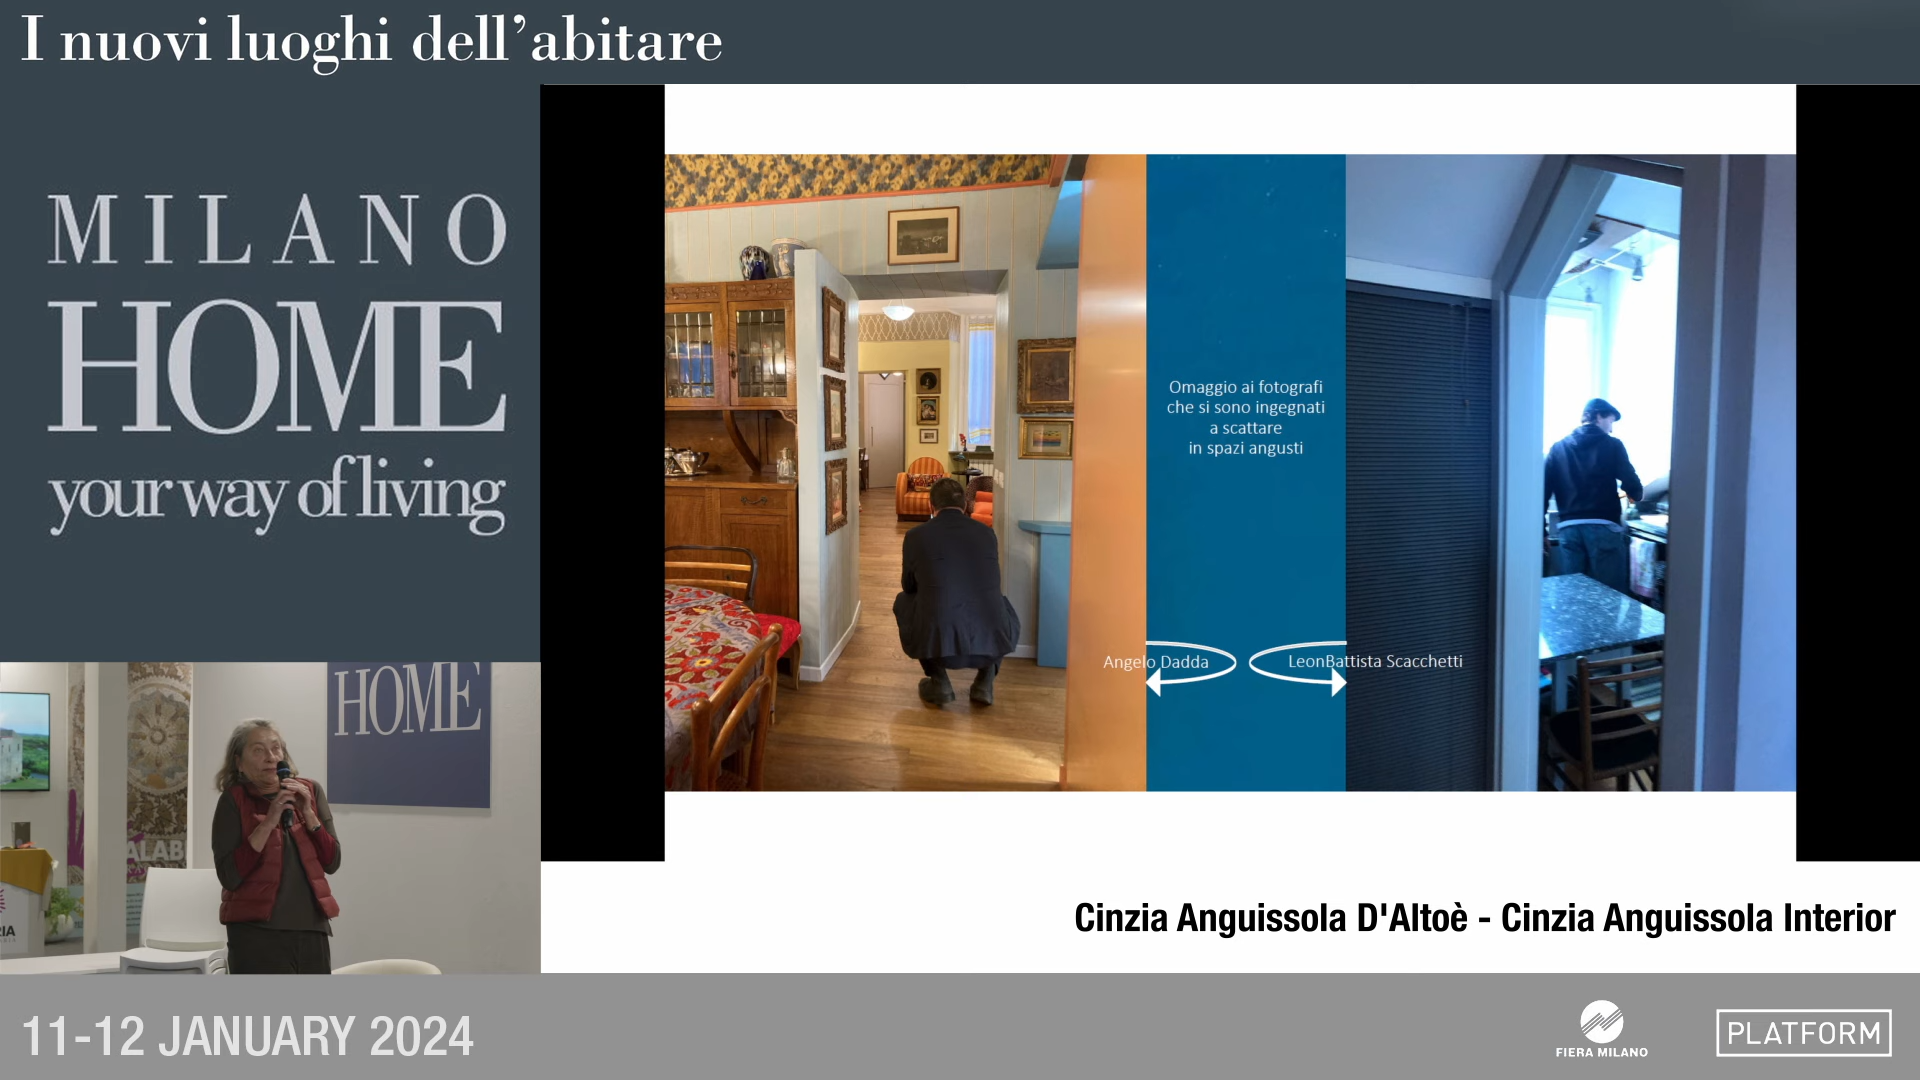 I nuovi luoghi dell'abitare
MILANO
HOME
your way of living
Omaggio ai fotografi
che si sono ingegnati
a scattare
in spazi angusti
Angelo Dadda
LeonBattista Scacchetti
HOME
ALAB
RIA
Cinzia Anguissola D'Altoè - Cinzia Anguissola Interior
11-12 JANUARY 2024
FIERA MILANO
PLATFORM